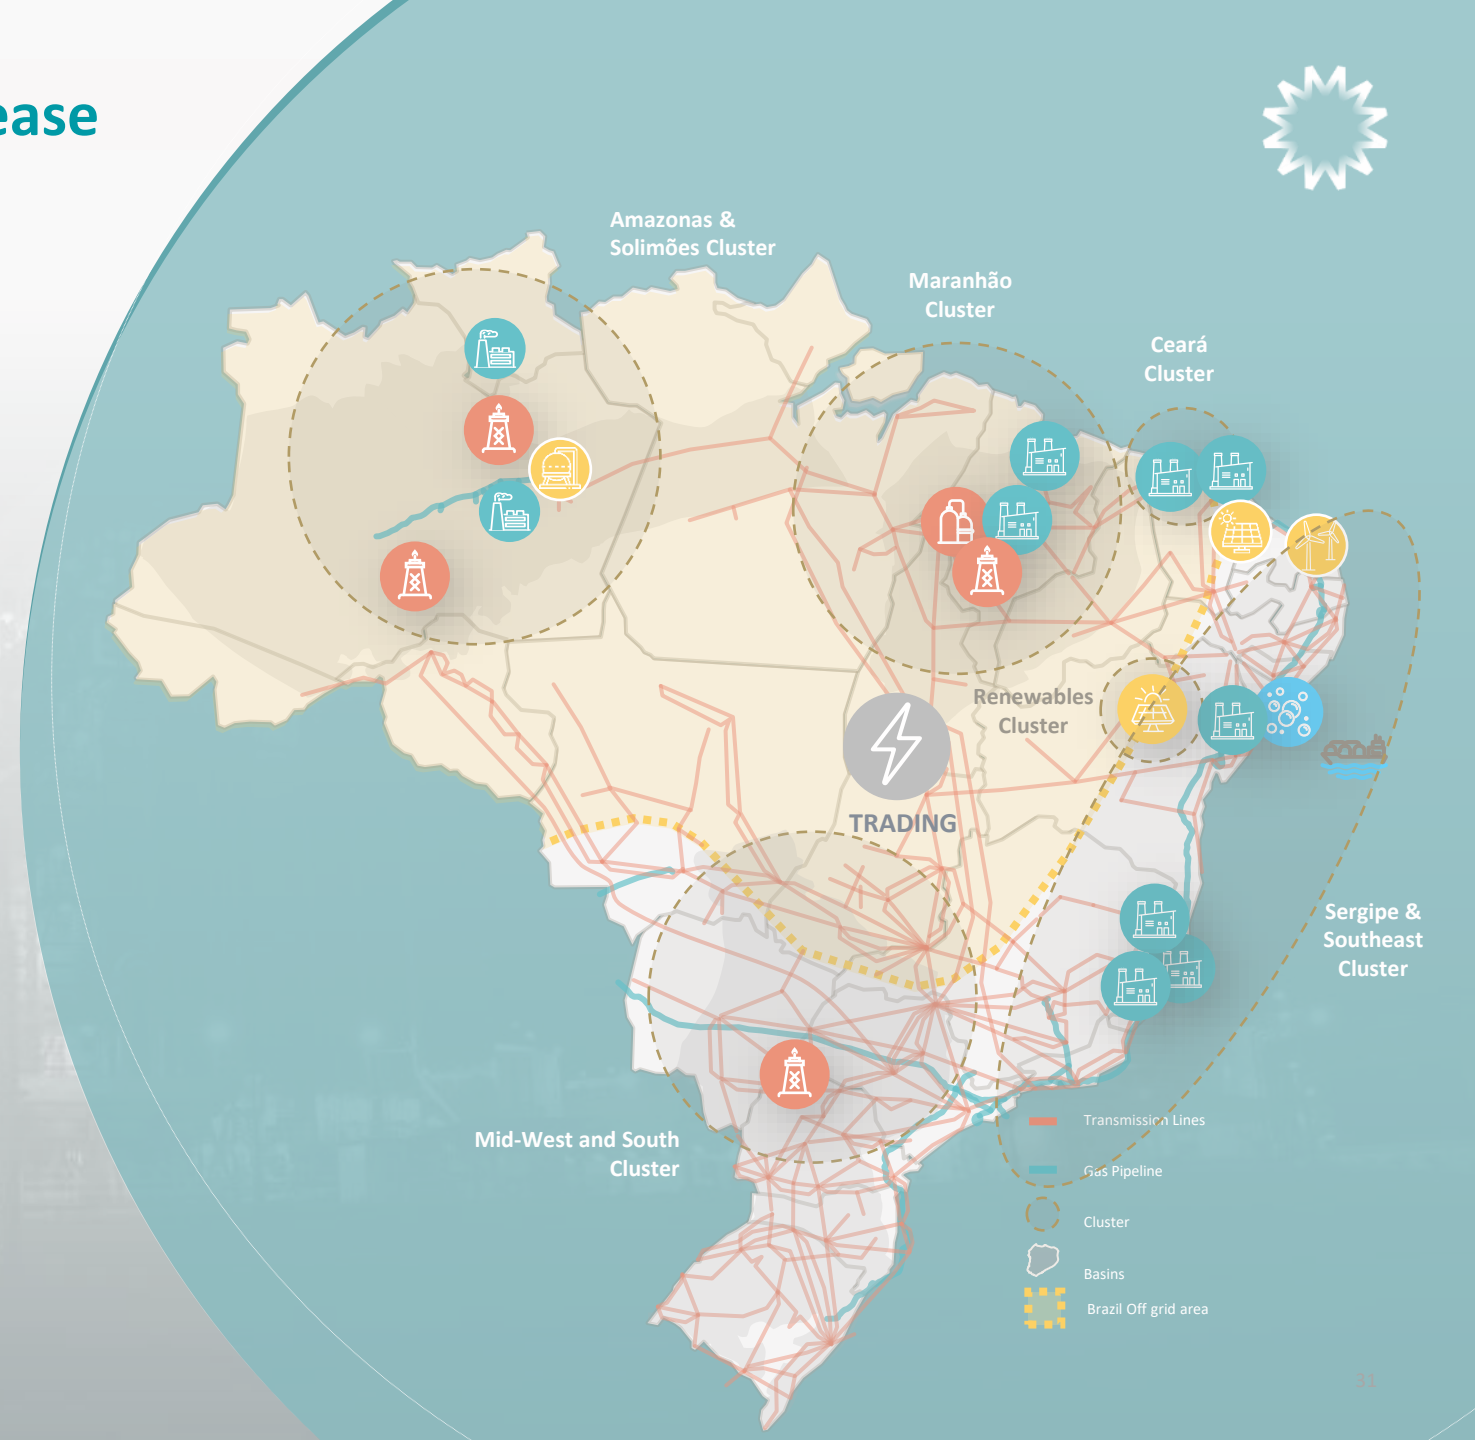 ease
Amazonas &
Solimões Cluster
Maranhão
Cluster
Ceará
Cluster
Renewables
Cluster
TRADING
Sergipe &
Southeast
Cluster
Mid-West and South
Cluster
Transmission Lines
Gas Pipeline
Cluster
Basins
Brazil Off grid area
31